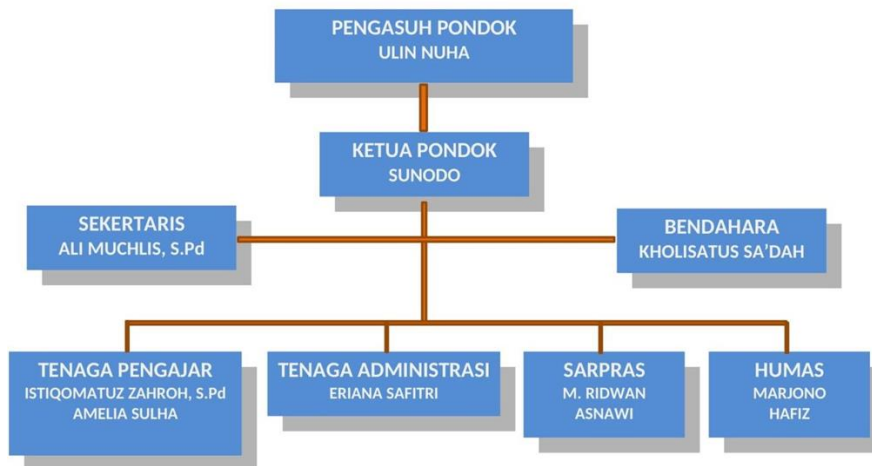 PENGASUH PONDOK
ULIN NUHA
KETUA PONDOK
SUNODO
SEKERTARIS
ALI MUCHLIS, S.Pd
BENDAHARA
KHOLISATUS SA’DAH
TENAGA PENGAJAR
ISTIQOMATUZ ZAHROH, S.Pd
AMELIA SULHA
TENAGA ADMINISTRASI
ERIANA SAFITRI
SARPRAS
M. RIDWAN
ASNAWI
HUMAS
MARJONO
HAFIZ